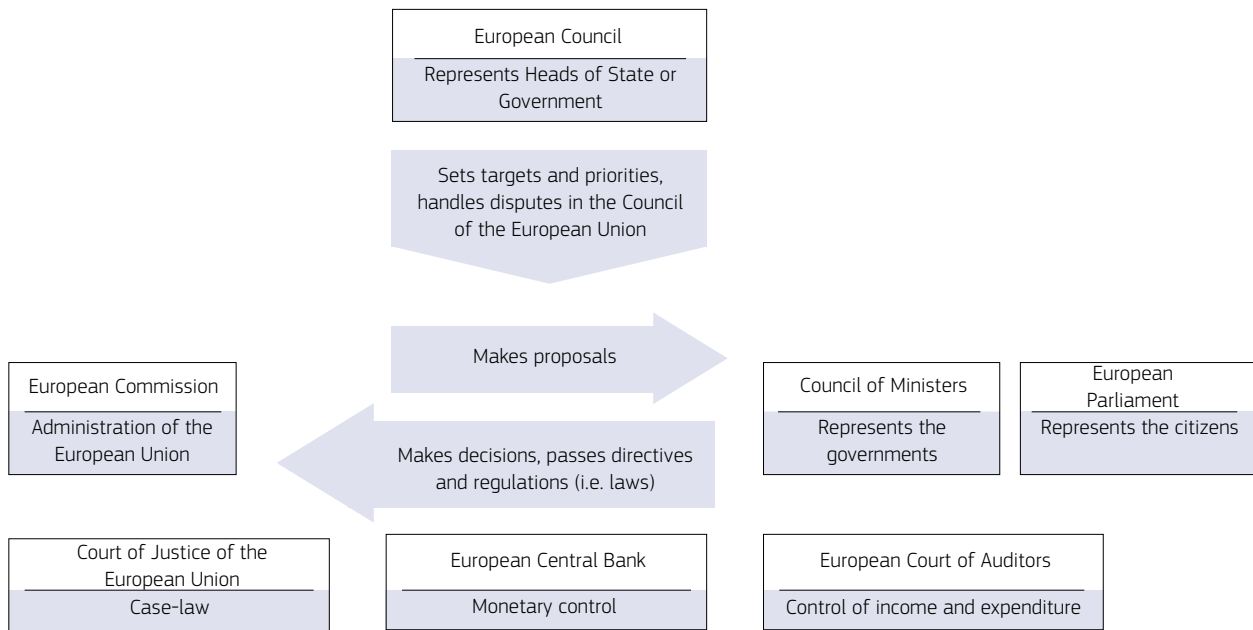 European Council
Represents Heads of State or
Government
Sets targets and priorities,
handles disputes in the Council
of the European Union
Makes proposals
European Commission
Administration of the
European Union
Council of Ministers
Represents the
governments
European
Parliament
Represents the citizens
Makes decisions, passes directives
and regulations (i.e. laws)
Court of Justice of the
European Union
Case-law
European Central Bank
Monetary control
European Court of Auditors
Control of income and expenditure